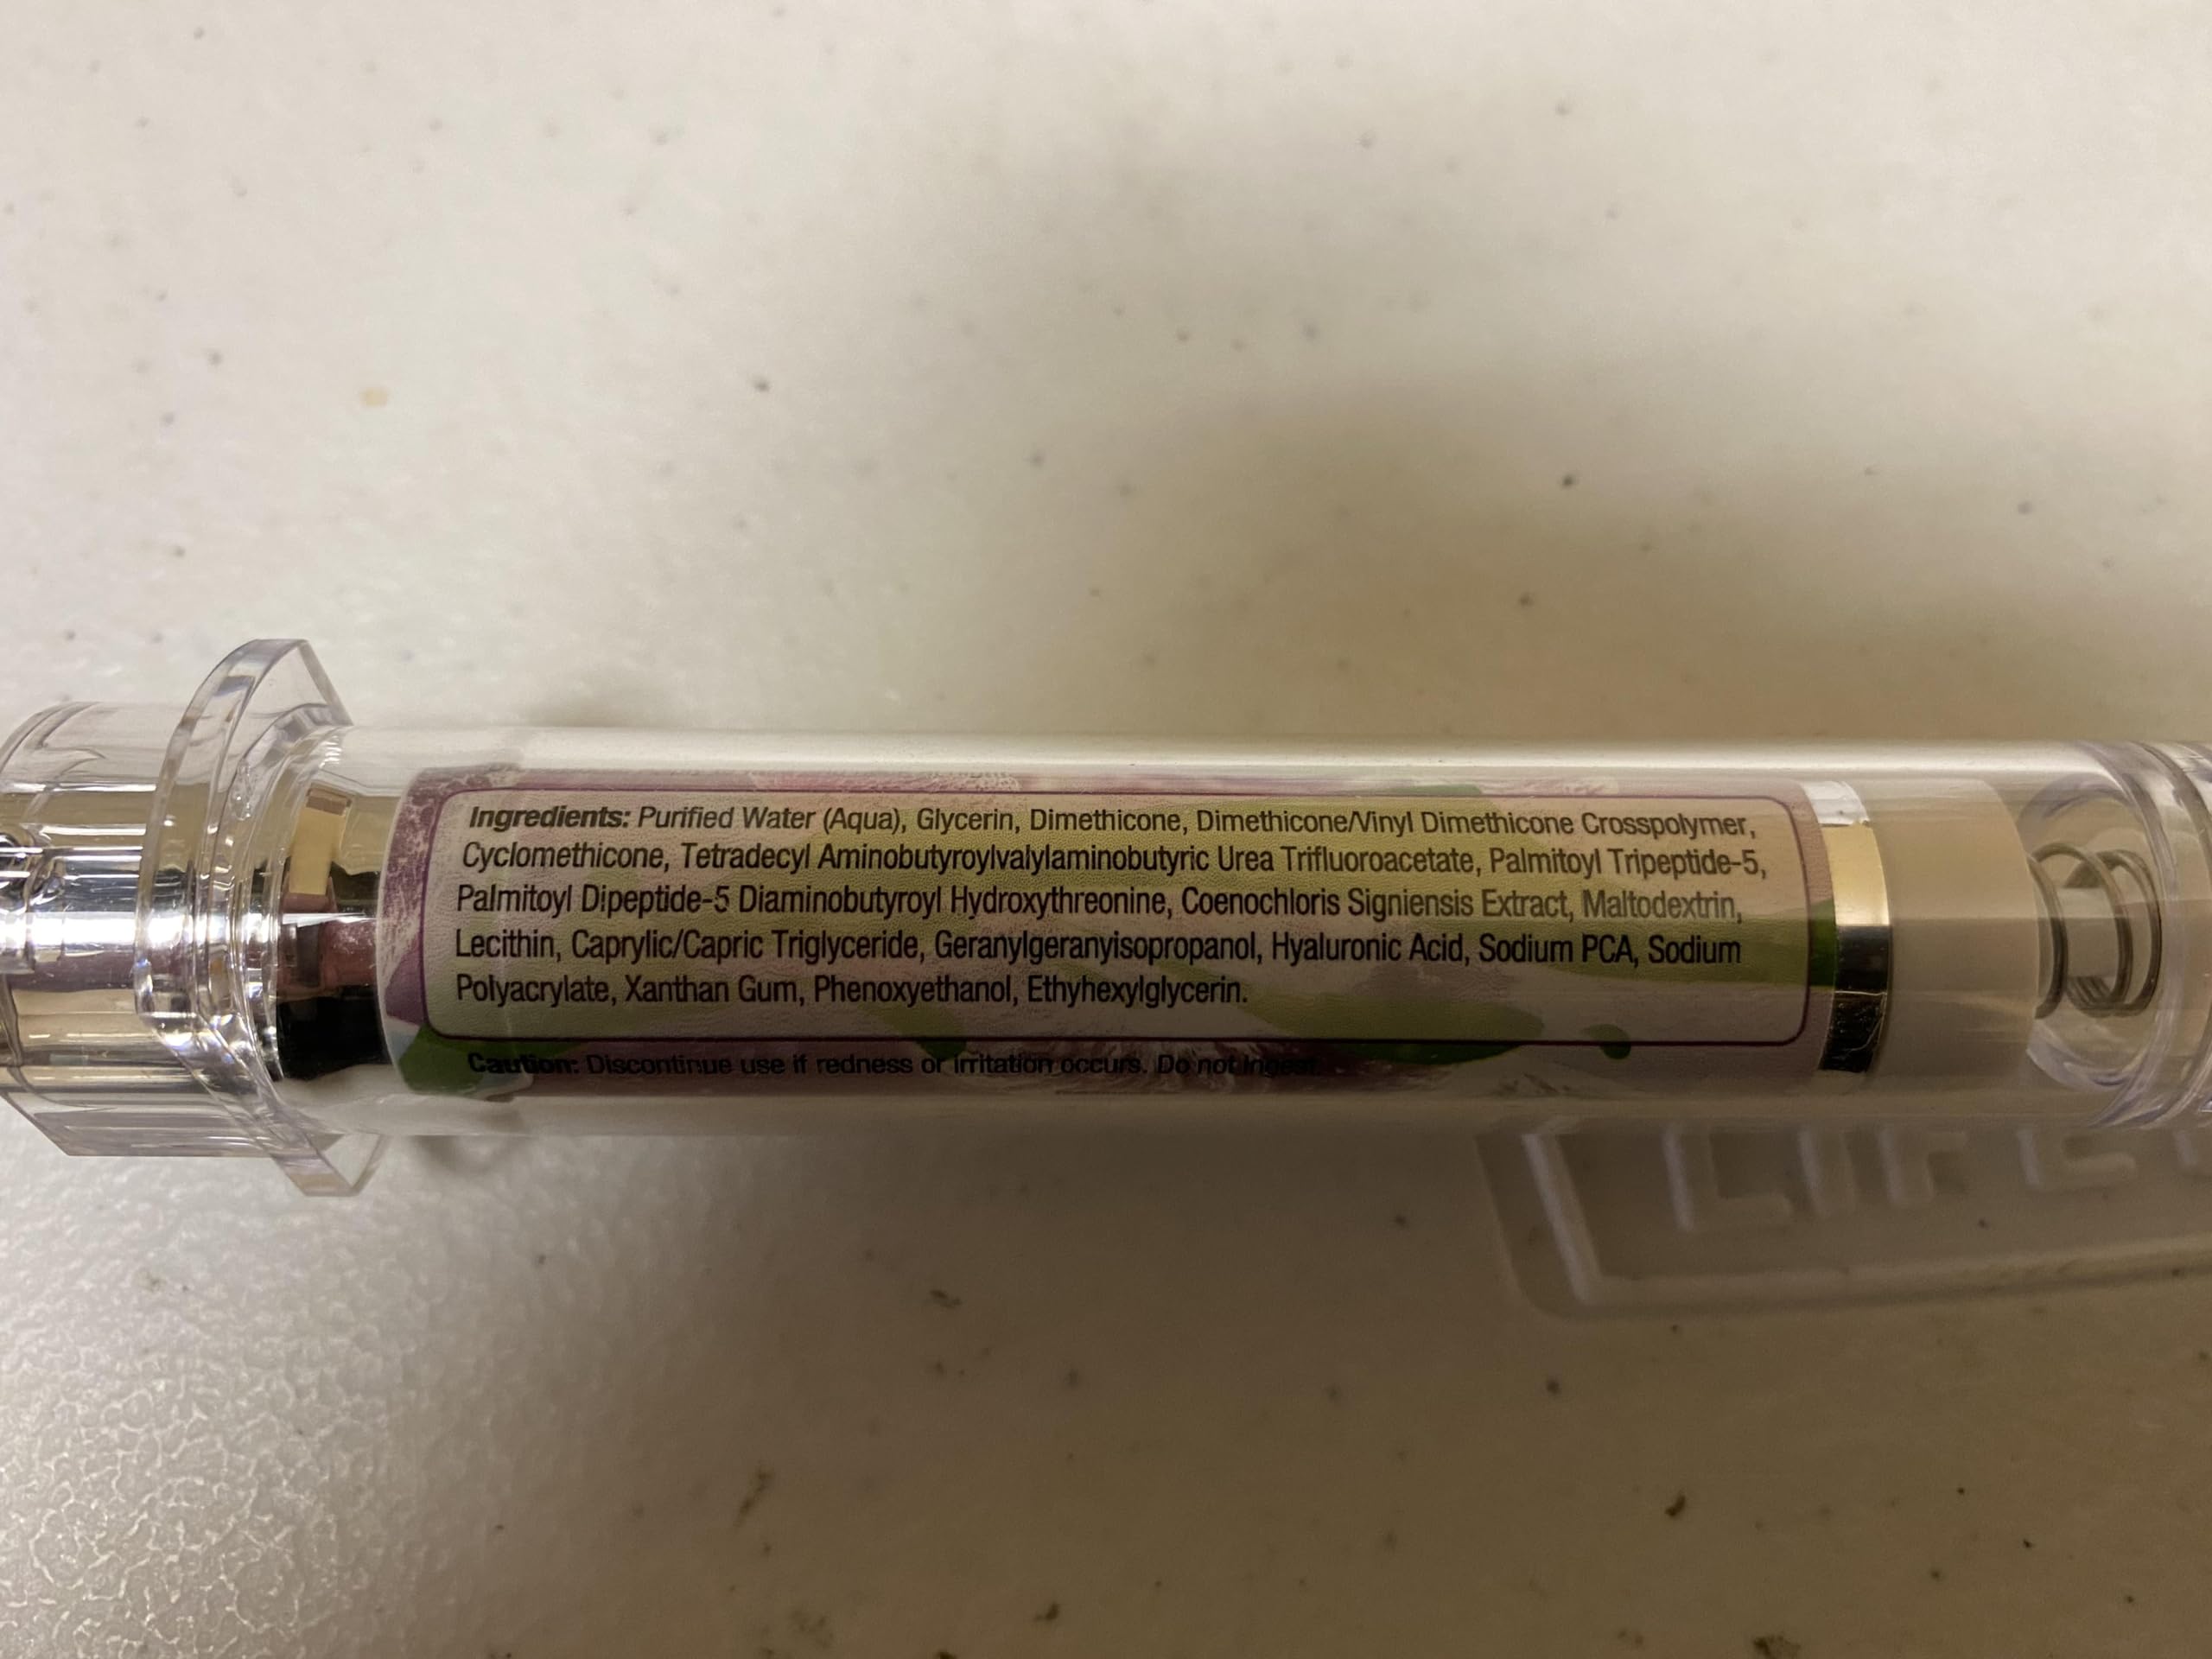 Ingredients: Purified Water (Aqua), Glycerin, Dimethicone, Dimethicone/Vinyl Dimethicone Crosspolymer,
Cyclomethicone, Tetradecyl Aminobutyroylvalylaminobutyric Urea Trifluoroacetate, Palmitoyl Tripeptide-5,
Palmitoyl Dipeptide-5 Diaminobutyroyl Hydroxythreonine, Coenochloris Signiensis Extract, Maltodextrin,
Lecithin, Caprylic/Capric Triglyceride, Geranylgeranyisopropanol, Hyaluronic Acid, Sodium PCA, Sodium
Polyacrylate, Xanthan Gum, Phenoxyethanol, Ethyhexylglycerin.
Caution: Discontinue use if redness or irritation occurs. Do not ingest.